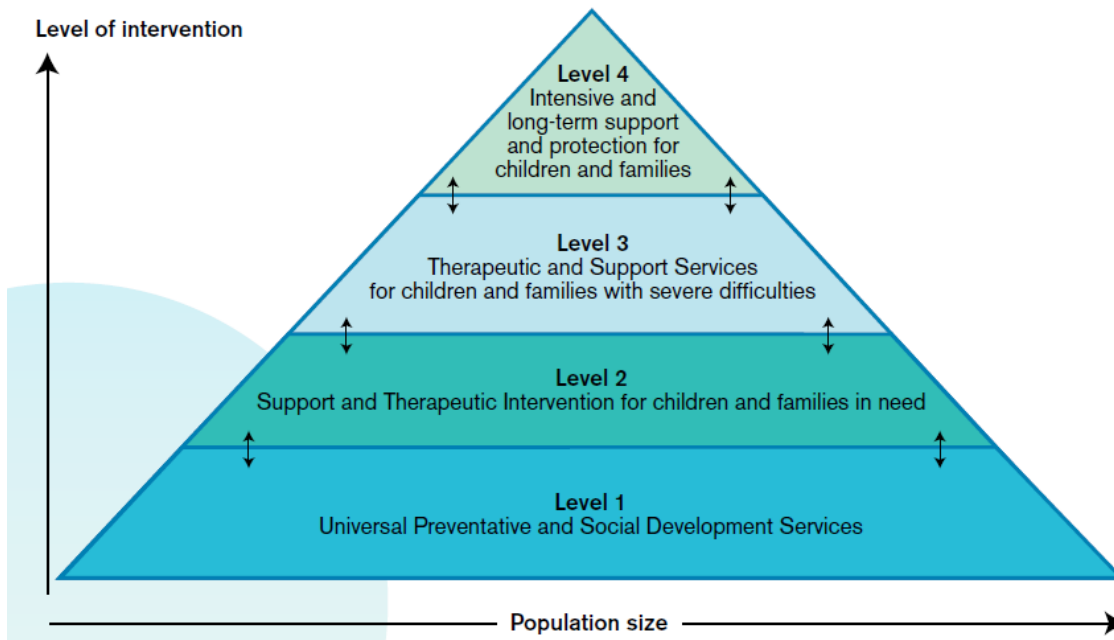 Level of intervention
Level 4
Intensive and
long-term support
and protection for
children and families
Level 3
Therapeutic and Support Services
for children and families with severe difficulties
Level 2
Support and Therapeutic Intervention for children and families in need
Level 1
Universal Preventative and Social Development Services
Population size